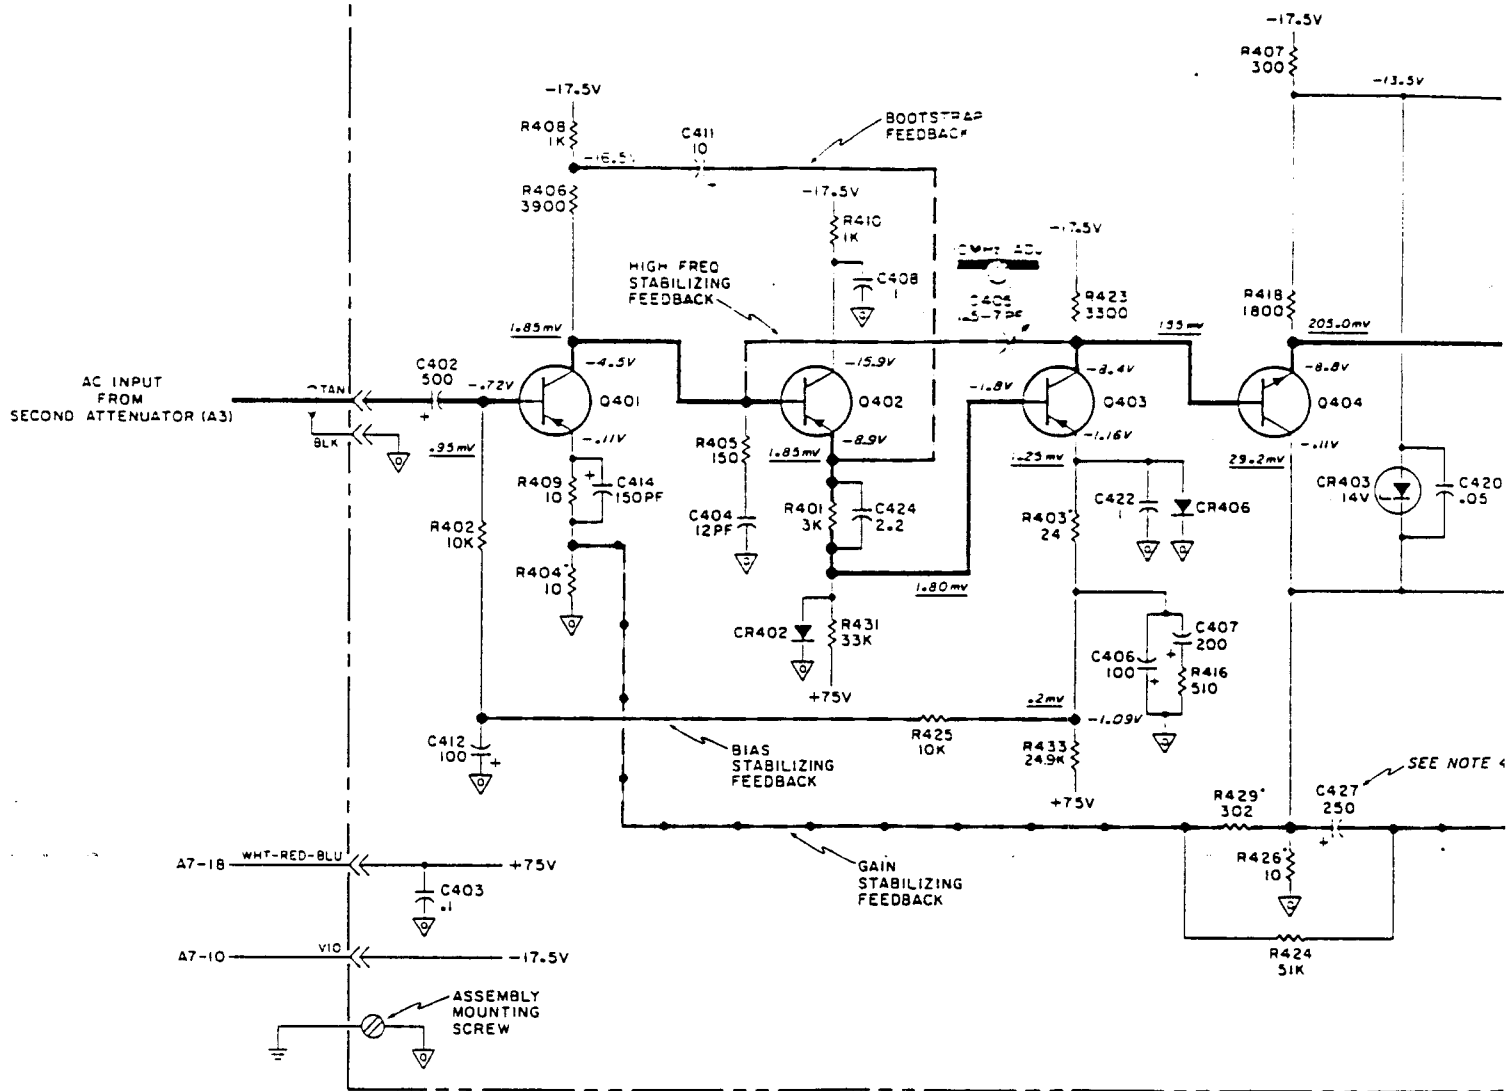 -17.5V
R407
300
-13.5V
-17.5V
R408
1K
C411
10
BOOTSTRAP
FEEDBACK
-16.5V
-17.5V
R406
3900
R410
1K
-17.5V
HIGH FREQ
STABILIZING
FEEDBACK
C408
.1
C405
R423
3300
R418
1800
1.85mv
155mv
205.0mv
-4.5V
-15.9V
-8.4V
-8.8V
AC INPUT
FROM
SECOND ATTENUATOR (A3)
TAN
C402
500
+
-.72V
Q401
Q402
-1.8V
Q403
Q404
BLK
.95mv
-.11V
R405
150
1.85mv
-8.9V
1.25mv
-1.16V
29.2mv
-.11V
R409
10
+
C414
150PF
R402
10K
C404
12PF
R401
3K
C424
2.2
R403*
24
C422
CR406
CR403
14V
C420
.05
R404*
10
1.80mv
CR402
R431
33K
+75V
C406
100
+
C407
200
+
R416
510
.2mv
-1.09V
C412
100
+
BIAS
STABILIZING
FEEDBACK
R425
10K
R433
24.9K
+75V
SEE NOTE 4
R429*
302
C427
250
+
R426*
10
GAIN
STABILIZING
FEEDBACK
R424
51K
A7-18
WHT-RED-BLU
+75V
C403
.1
A7-10
VIO
-17.5V
ASSEMBLY
MOUNTING
SCREW